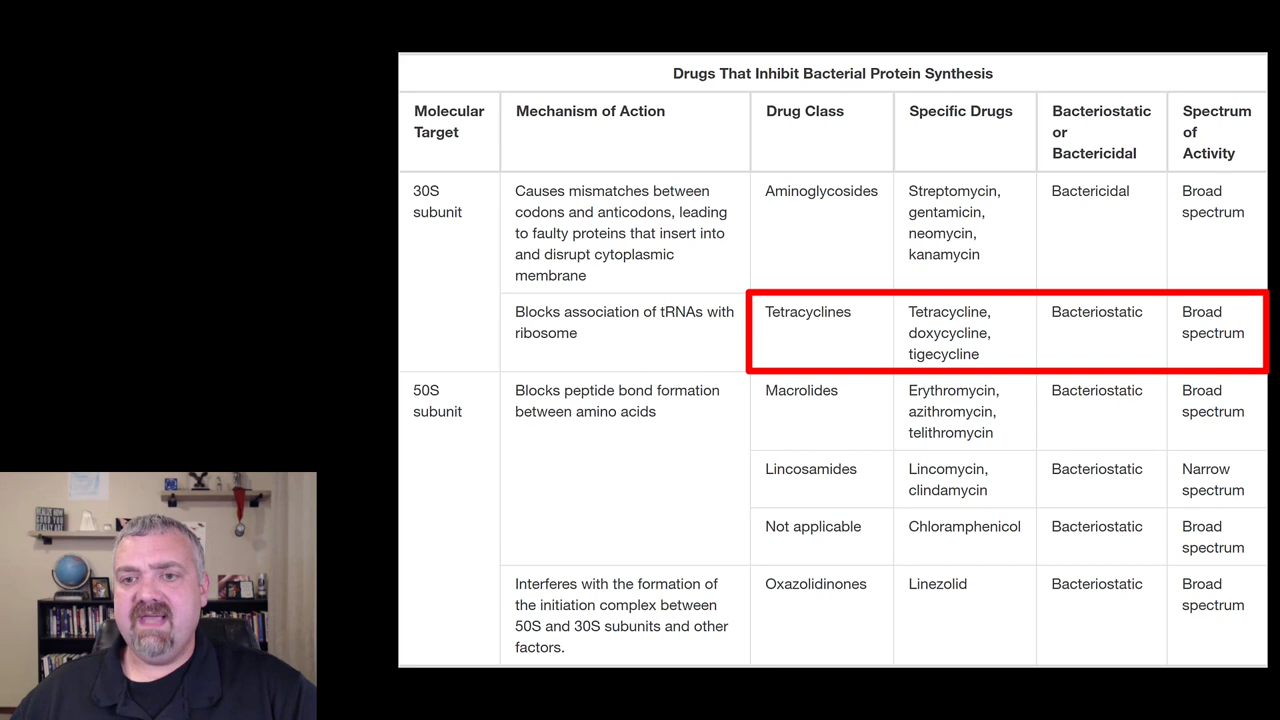 Drugs That Inhibit Bacterial Protein Synthesis
Molecular Target
Mechanism of Action
Drug Class
Specific Drugs
Bacteriostatic or Bactericidal
Spectrum of Activity
30S subunit
Causes mismatches between
codons and anticodons, leading
to faulty proteins that insert into
and disrupt cytoplasmic
membrane
Aminoglycosides
Streptomycin,
gentamicin,
neomycin,
kanamycin
Bactericidal
Broad
spectrum
Blocks association of tRNAs with
ribosome
Tetracyclines
Tetracycline,
doxycycline,
tigecycline
Bacteriostatic
Broad
spectrum
50S
subunit
Blocks peptide bond formation
between amino acids
Macrolides
Erythromycin,
azithromycin,
telithromycin
Bacteriostatic
Broad
spectrum
Lincosamides
Lincomycin,
clindamycin
Bacteriostatic
Narrow
spectrum
Not applicable
Chloramphenicol
Bacteriostatic
Broad
spectrum
Interferes with the formation of
the initiation complex between
50S and 30S subunits and other
factors.
Oxazolidinones
Linezolid
Bacteriostatic
Broad
spectrum